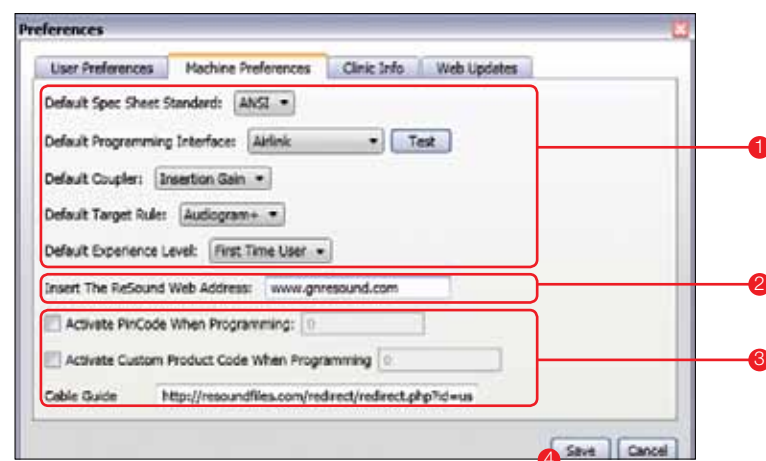 Preferences
User Preferences Machine Preferences Clinic Info Web Updates
Default Spec Sheet Standard: ANSI
Default Programming Interface: Airlink Test
1
Default Coupler: Insertion Gain
Default Target Rule: Audiogram+
Default Experience Level: First Time User
Insert The ReSound Web Address: www.gnresound.com
2
Activate PinCode When Programming: 0
Activate Custom Product Code When Programming 0
3
Cable Guide http://resoundfiles.com/redirect/redirect.php?id=us
4 Save Cancel